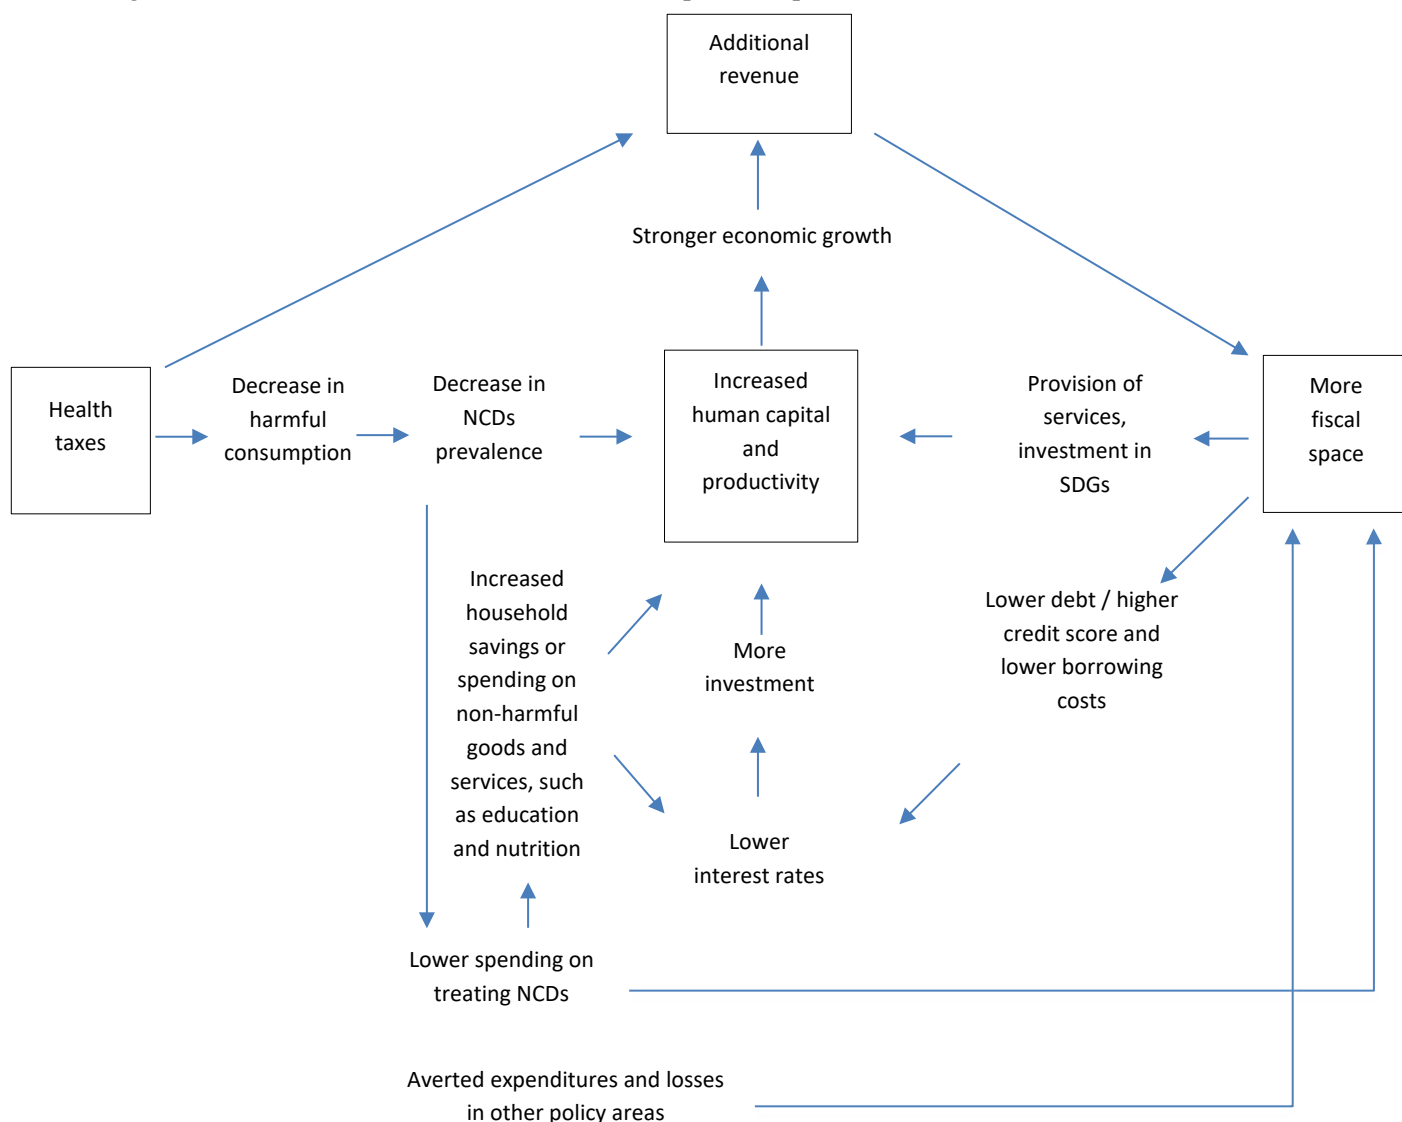 Additional
revenue
Stronger economic growth
Health
taxes
Decrease in
harmful
consumption
Decrease in
NCDs
prevalence
Increased
human capital
and
productivity
Provision of
services,
investment in
SDGs
More
fiscal
space
Increased
household
savings or
spending on
non-harmful
goods and
services, such
as education
and nutrition
More
investment
Lower debt / higher
credit score and
lower borrowing
costs
Lower
interest rates
Lower spending on
treating NCDs
Averted expenditures and losses
in other policy areas